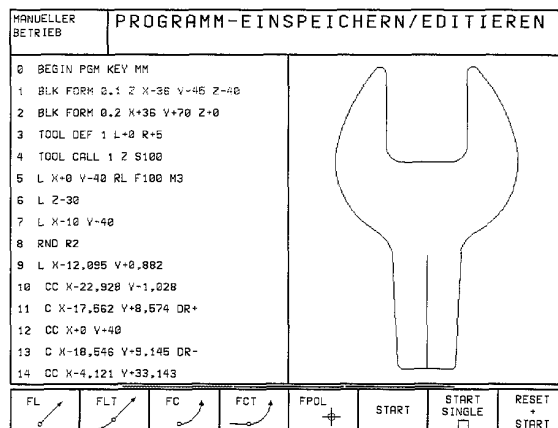 MANUELLER
BETRIEB
PROGRAMM-EINSPEICHERN/EDITIEREN
0 BEGIN PGM KEY MM
1 BLK FORM 0.1 Z X-36 Y-45 Z-40
2 BLK FORM 0.2 X+36 Y+70 Z+0
3 TOOL DEF 1 L+0 R+5
4 TOOL CALL 1 Z S100
5 L X+0 Y-40 RL F100 M3
6 L Z-30
7 L X-10 Y-40
8 RND R2
9 L X-12,095 Y+0,882
10 CC X-22,928 Y-1,028
11 C X-17,562 Y+8,574 DR+
12 CC X+0 Y+40
13 C X-18,546 Y+9,145 DR-
14 CC X-4,121 Y+33,143
FL
FLT
FC
FCT
FPOL
START
START
SINGLE
RESET
+
START